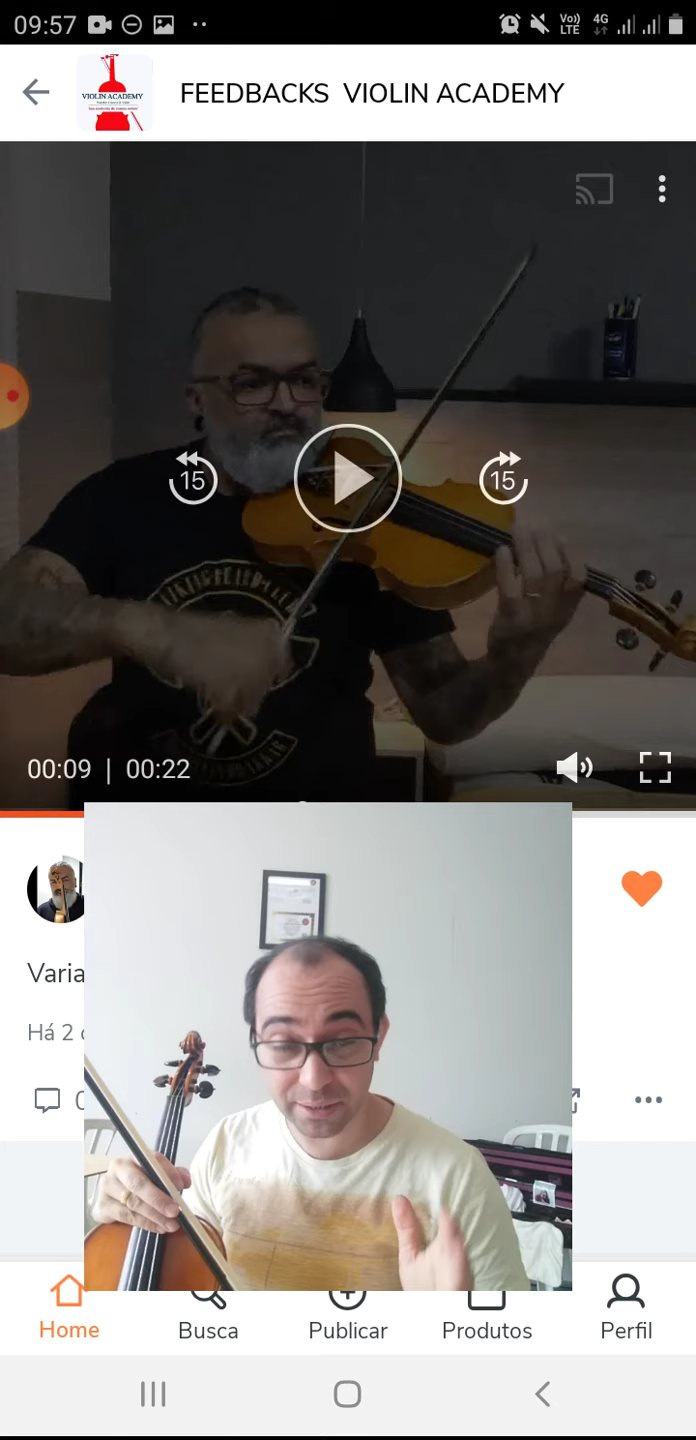 09:57
Vo))
LTE
4G
VIOLIN ACADEMY
FEEDBACKS VIOLIN ACADEMY
15
15
00:09 | 00:22
Varia
Há 2
Home
Busca
Publicar
Produtos
Perfil